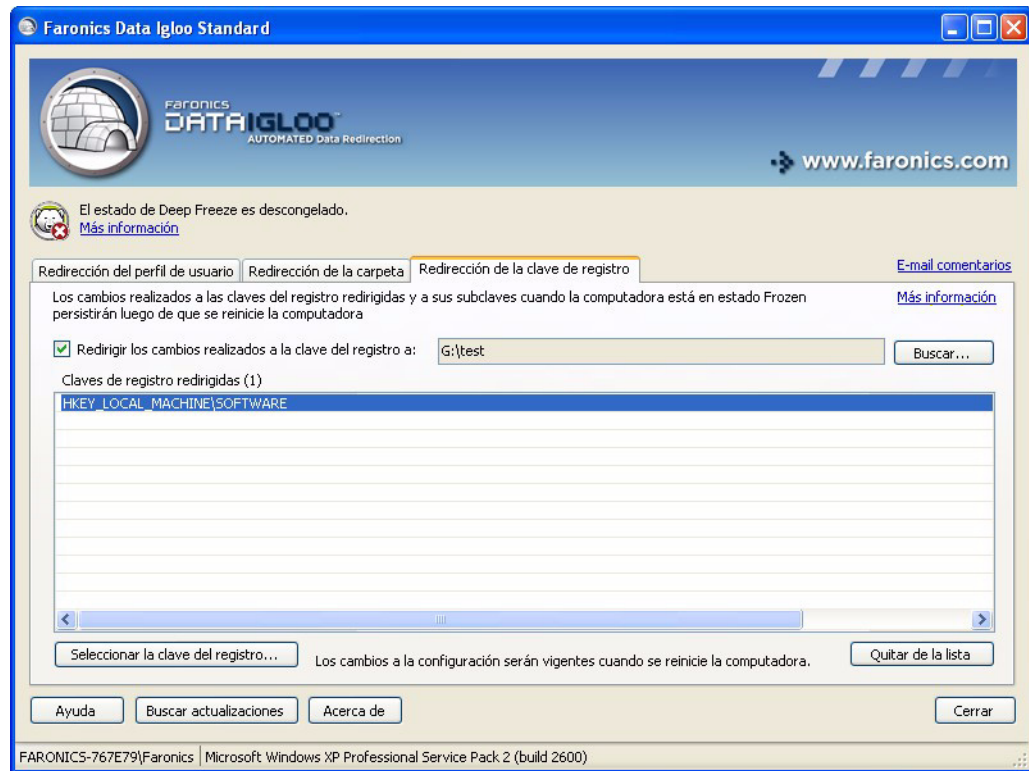 Faronics Data Igloo Standard
FARONICS
DATAIGLOO™
AUTOMATED Data Redirection
www.faronics.com
El estado de Deep Freeze es descongelado.
Más información
Redirección del perfil de usuario
Redirección de la carpeta
Redirección de la clave de registro
E-mail comentarios
Los cambios realizados a las claves del registro redirigidas y a sus subclaves cuando la computadora está en estado Frozen
persistirán luego de que se reinicie la computadora
Más información
Redirigir los cambios realizados a la clave del registro a:
G:\test
Buscar...
Claves de registro redirigidas (1)
HKEY_LOCAL_MACHINE\SOFTWARE
Seleccionar la clave del registro...
Los cambios a la configuración serán vigentes cuando se reinicie la computadora.
Quitar de la lista
Ayuda
Buscar actualizaciones
Acerca de
Cerrar
FARONICS-767E79\Faronics
Microsoft Windows XP Professional Service Pack 2 (build 2600)